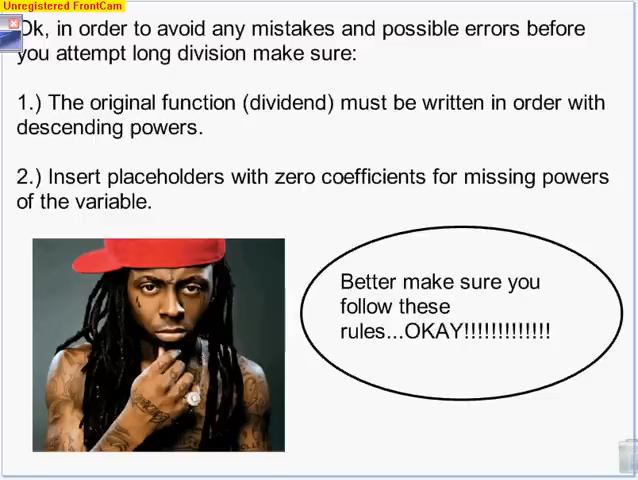 Unregistered FrontCam
Ok, in order to avoid any mistakes and possible errors before
you attempt long division make sure:
1.) The original function (dividend) must be written in order with
descending powers.
2.) Insert placeholders with zero coefficients for missing powers
of the variable.
Better make sure you
follow these
rules...OKAY!!!!!!!!!!!!!